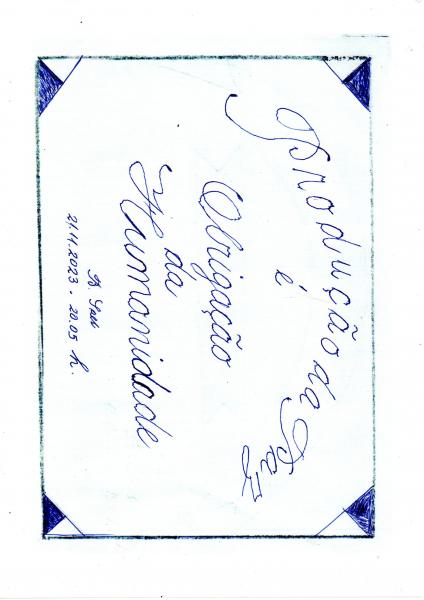 Produção da Paz
é
Obrigação
da
Humanidade
21.11.2023. 20.05 h.